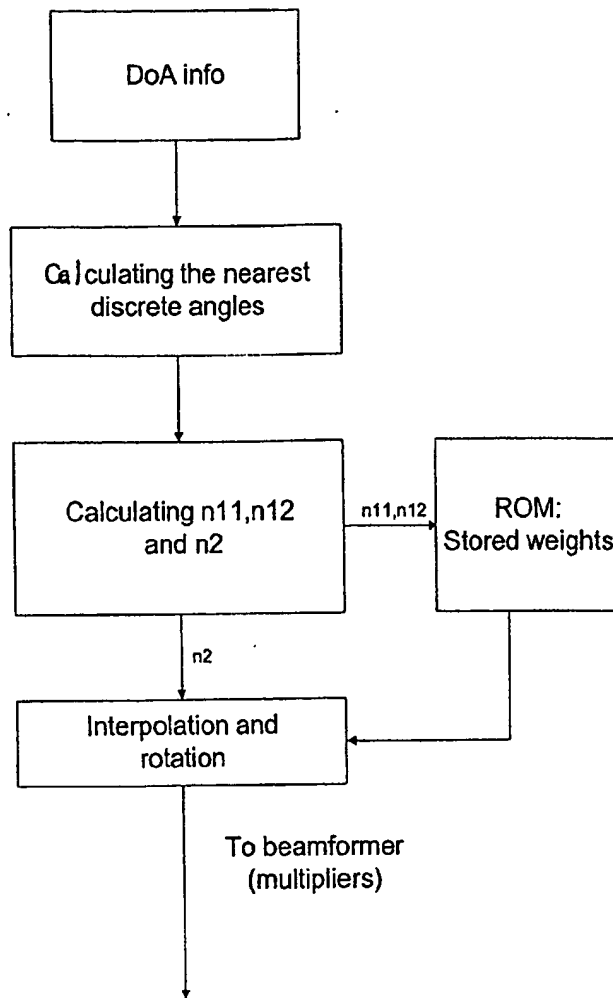 DoA info
Calculating the nearest
discrete angles
Calculating n11,n12
and n2
n11,n12
ROM:
Stored weights
n2
Interpolation and
rotation
To beamformer
(multipliers)